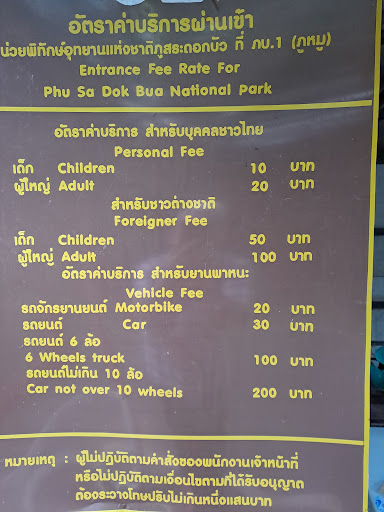 อัตราค่าบริการผ่านเข้า
หน่วยพิทักษ์อุทยานแห่งชาติภูสระดอกบัว ที่ ภบ.1 (ภูหมู)
Entrance Fee Rate For
Phu Sa Dok Bua National Park
อัตราค่าบริการ สำหรับบุคคลชาวไทย
Personal Fee
เด็ก Children 10 บาท
ผู้ใหญ่ Adult 20 บาท
สำหรับชาวต่างชาติ
Foreigner Fee
เด็ก Children 50 บาท
ผู้ใหญ่ Adult 100 บาท
อัตราค่าบริการ สำหรับยานพาหนะ
Vehicle Fee
รถจักรยานยนต์ Motorbike 20 บาท
รถยนต์ Car 30 บาท
รถยนต์ 6 ล้อ
6 Wheels truck 100 บาท
รถยนต์ไม่เกิน 10 ล้อ
Car not over 10 wheels 200 บาท
หมายเหตุ : ผู้ไม่ปฏิบัติตามคำสั่งของพนักงานเจ้าหน้าที่
หรือไม่ปฏิบัติตามเงื่อนไขตามที่ได้รับอนุญาต
ต้องระวางโทษปรับไม่เกินหนึ่งแสนบาท